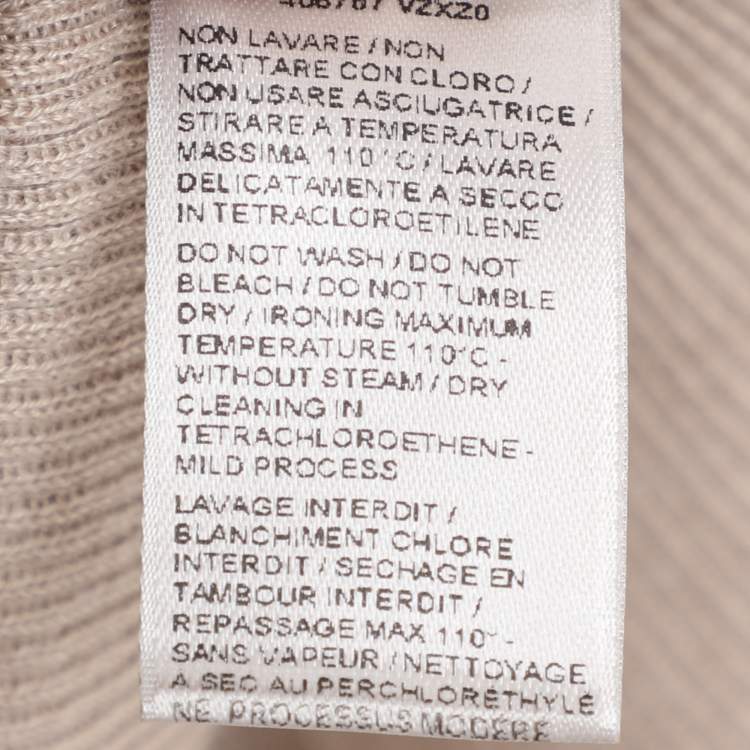 408787 VZXZ0
NON LAVARE / NON
TRATTARE CON CLORO /
NON USARE ASCIUGATRICE /
STIRARE A TEMPERATURA
MASSIMA 110°C / LAVARE
DELICATAMENTE A SECCO
IN TETRACLOROETILENE
DO NOT WASH / DO NOT
BLEACH / DO NOT TUMBLE
DRY / IRONING MAXIMUM
TEMPERATURE 110°C -
WITHOUT STEAM / DRY
CLEANING IN
TETRACHLOROETHENE -
MILD PROCESS
LAVAGE INTERDIT /
BLANCHIMENT CHLORE
INTERDIT / SECHAGE EN
TAMBOUR INTERDIT /
REPASSAGE MAX 110° -
SANS VAPEUR / NETTOYAGE
A SEC AU PERCHLORÉTHYLÈ
NE. PROCESSUS MODÉRÉ